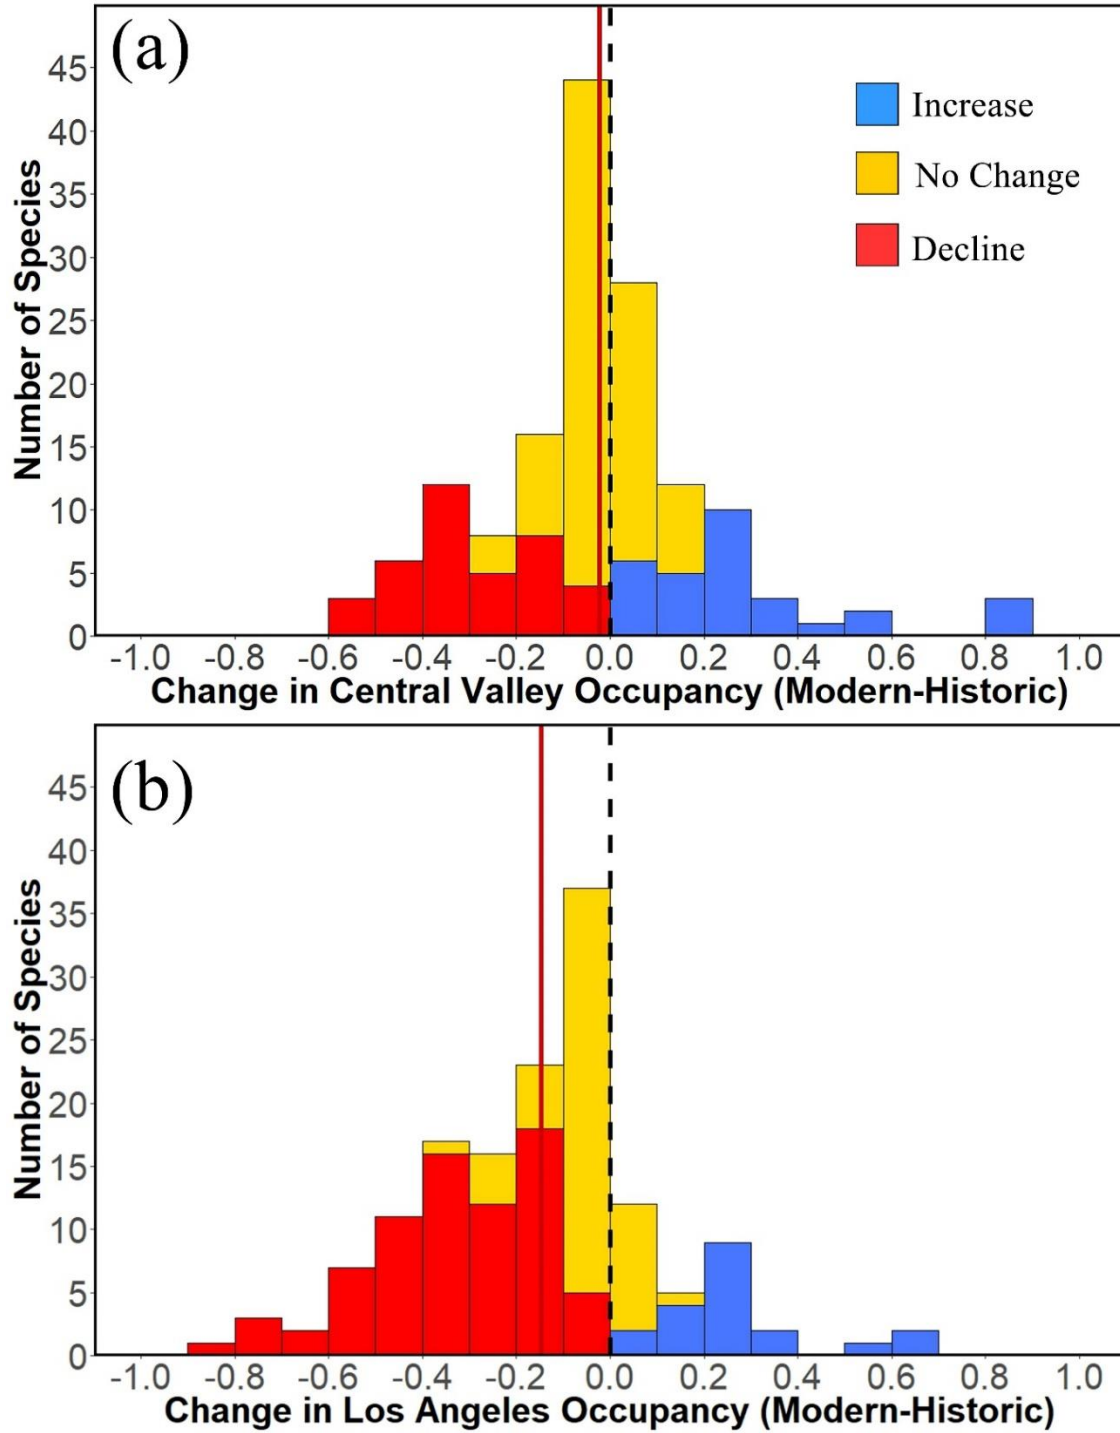 (a)
Increase
No Change
Decline
Number of Species
45
40
35
30
25
20
15
10
5
0
-1.0 -0.8 -0.6 -0.4 -0.2 0.0 0.2 0.4 0.6 0.8 1.0
Change in Central Valley Occupancy (Modern-Historic)
(b)
Number of Species
45
40
35
30
25
20
15
10
5
0
-1.0 -0.8 -0.6 -0.4 -0.2 0.0 0.2 0.4 0.6 0.8 1.0
Change in Los Angeles Occupancy (Modern-Historic)